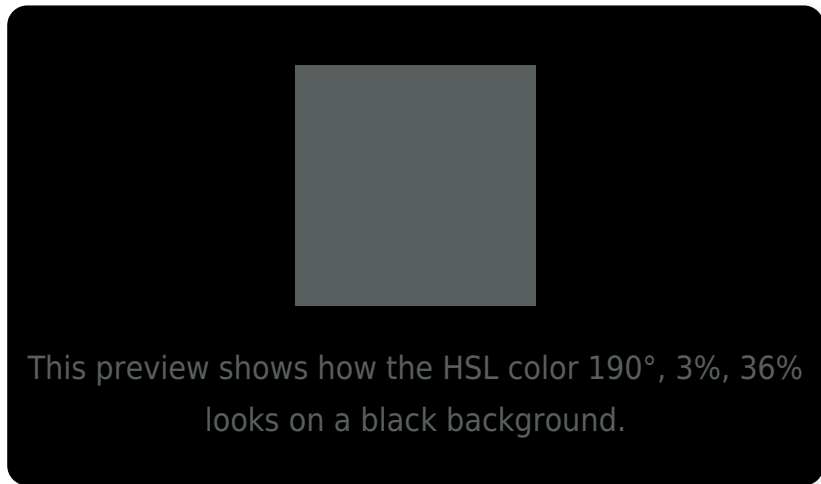 This preview shows how the HSL color 190°, 3%, 36%
looks on a black background.